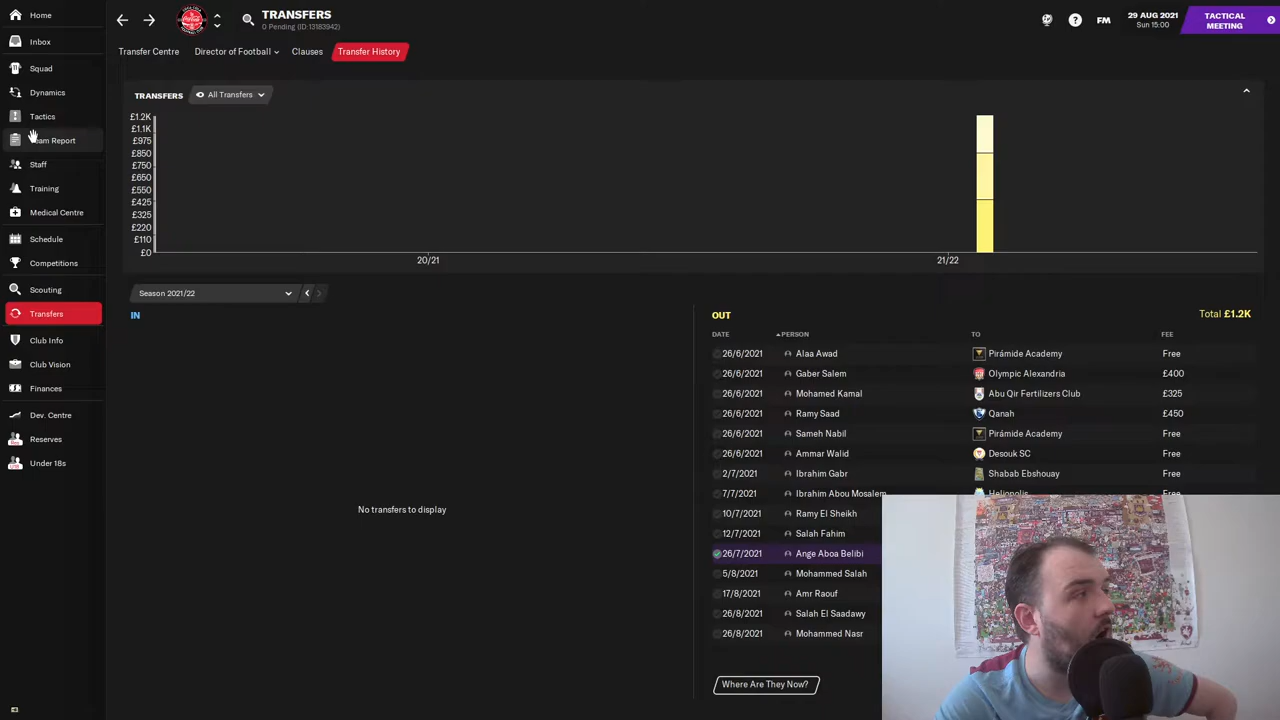 Home
Inbox
Squad
Dynamics
Tactics
Team Report
Staff
Training
Medical Centre
Schedule
Competitions
Scouting
Transfers
Club Info
Club Vision
Finances
Dev. Centre
Reserves
Under 18s
TRANSFERS
0 Pending (ID:13183942)
FM
29 AUG 2021
Sun 15:00
TACTICAL
MEETING
Transfer Centre
Director of Football
Clauses
Transfer History
TRANSFERS
All Transfers
£1.2K
£1.1K
£975
£850
£750
£650
£550
£425
£325
£220
£110
£0
20/21
21/22
Season 2021/22
IN
No transfers to display
OUT
Total £1.2K
DATE PERSON TO FEE
26/6/2021 Alaa Awad Pirámide Academy Free
26/6/2021 Gaber Salem Olympic Alexandria £400
26/6/2021 Mohamed Kamal Abu Qir Fertilizers Club £325
26/6/2021 Ramy Saad Qanah £450
26/6/2021 Sameh Nabil Pirámide Academy Free
26/6/2021 Ammar Walid Desouk SC Free
2/7/2021 Ibrahim Gabr Shabab Ebshouay Free
7/7/2021 Ibrahim Abou Mosalem Heliopolis Free
10/7/2021 Ramy El Sheikh
12/7/2021 Salah Fahim
26/7/2021 Ange Aboa Belibi
5/8/2021 Mohammed Salah
17/8/2021 Amr Raouf
26/8/2021 Salah El Saadawy
26/8/2021 Mohammed Nasr
Where Are They Now?